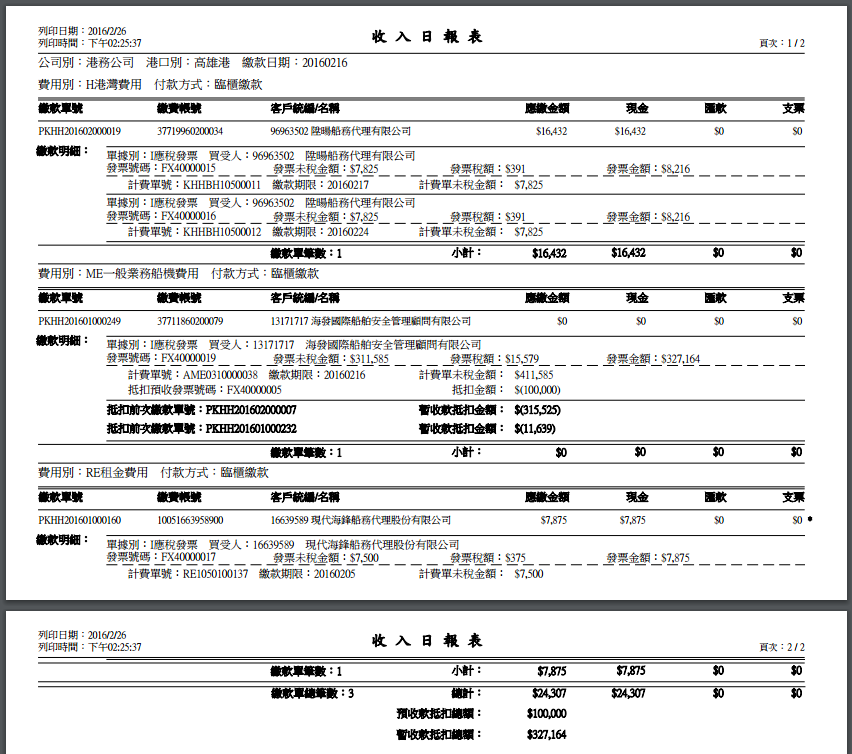 列印日期：2016/2/26
列印時間：下午02:25:37
收 入 日 報 表
頁次：1 / 2
公司別：港務公司 港口別：高雄港 繳款日期：20160216
費用別：H港灣費用 付款方式：臨櫃繳款
繳款單號 繳費帳號 客戶統編/名稱 應繳金額 現金 匯款 支票
PKHH201602000019 37719960200034 96963502 陞暘船務代理有限公司 $16,432 $16,432 $0 $0
繳款明細：
單據別：I應稅發票 買受人：96963502 陞暘船務代理有限公司
發票號碼：FX40000015 發票未稅金額：$7,825 發票稅額：$391 發票金額：$8,216
計費單號：KHHBH10500011 繳款期限：20160217 計費單未稅金額： $7,825
單據別：I應稅發票 買受人：96963502 陞暘船務代理有限公司
發票號碼：FX40000016 發票未稅金額：$7,825 發票稅額：$391 發票金額：$8,216
計費單號：KHHBH10500012 繳款期限：20160224 計費單未稅金額： $7,825
繳款單筆數：1 小計： $16,432 $16,432 $0 $0
費用別：ME一般業務船機費用 付款方式：臨櫃繳款
繳款單號 繳費帳號 客戶統編/名稱 應繳金額 現金 匯款 支票
PKHH201601000249 37711860200079 13171717 海發國際船舶安全管理顧問有限公司 $0 $0 $0 $0
繳款明細：
單據別：I應稅發票 買受人：13171717 海發國際船舶安全管理顧問有限公司
發票號碼：FX40000019 發票未稅金額：$311,585 發票稅額：$15,579 發票金額：$327,164
計費單號：AME0310000038 繳款期限：20160216 計費單未稅金額： $411,585
抵扣預收發票號碼：FX40000005 抵扣金額： $(100,000)
抵扣前次繳款單號：PKHH201602000007 暫收款抵扣金額： $(315,525)
抵扣前次繳款單號：PKHH201601000232 暫收款抵扣金額： $(11,639)
繳款單筆數：1 小計： $0 $0 $0 $0
費用別：RE租金費用 付款方式：臨櫃繳款
繳款單號 繳費帳號 客戶統編/名稱 應繳金額 現金 匯款 支票
PKHH201601000160 10051663958900 16639589 現代海鋒船務代理股份有限公司 $7,875 $7,875 $0 $0
繳款明細：
單據別：I應稅發票 買受人：16639589 現代海鋒船務代理股份有限公司
發票號碼：FX40000017 發票未稅金額：$7,500 發票稅額：$375 發票金額：$7,875
計費單號：RE1050100137 繳款期限：20160205 計費單未稅金額： $7,500
列印日期：2016/2/26
列印時間：下午02:25:37
收 入 日 報 表
頁次：2 / 2
繳款單筆數：1 小計： $7,875 $7,875 $0 $0
繳款單總筆數：3 總計： $24,307 $24,307 $0 $0
預收款抵扣總額： $100,000
暫收款抵扣總額： $327,164